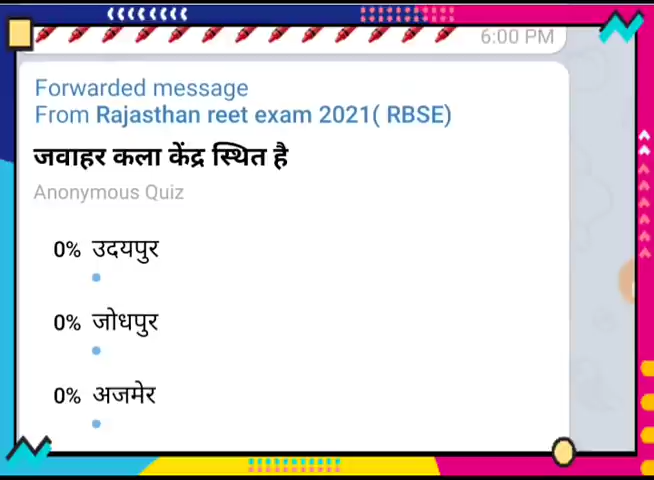 6:00 PM
Forwarded message
From Rajasthan reet exam 2021( RBSE)
जवाहर कला केंद्र स्थित है
Anonymous Quiz
0% उदयपुर
0% जोधपुर
0% अजमेर